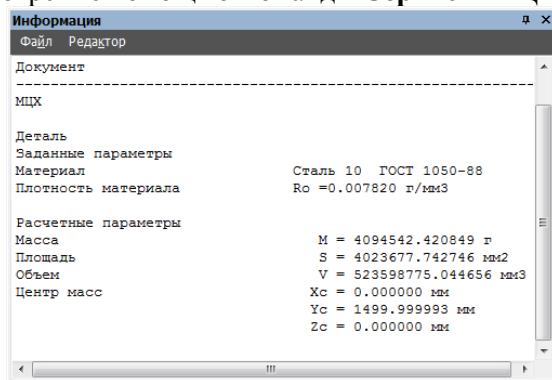 Информация
Файл Редактор
Документ
--------------------------------------------------------------
МЦХ
Деталь
Заданные параметры
Материал Сталь 10 ГОСТ 1050-88
Плотность материала Ro =0.007820 г/мм3
Расчетные параметры
Масса M = 4094542.420849 г
Площадь S = 4023677.742746 мм2
Объем V = 523598775.044656 мм3
Центр масс Xc = 0.000000 мм
Yc = 1499.999993 мм
Zc = 0.000000 мм